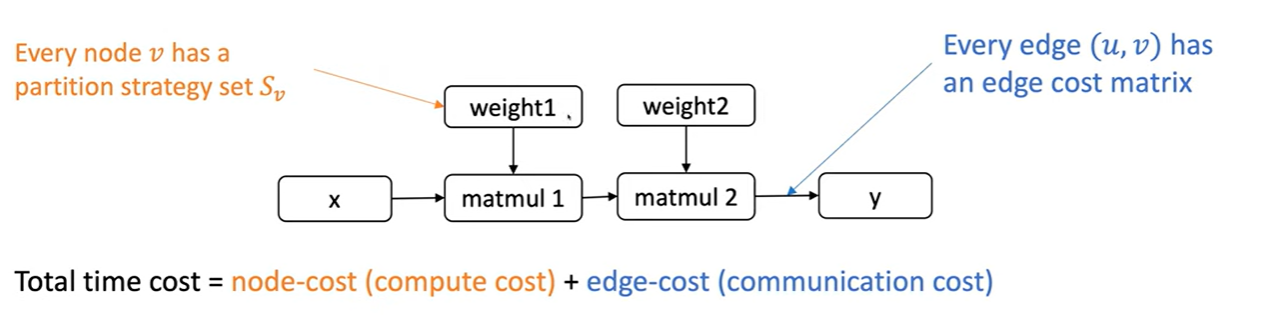 Every node v has a
partition strategy set Sᵥ
Every edge (u, v) has
an edge cost matrix
weight1
weight2
x
matmul 1
matmul 2
y
Total time cost = node-cost (compute cost) + edge-cost (communication cost)